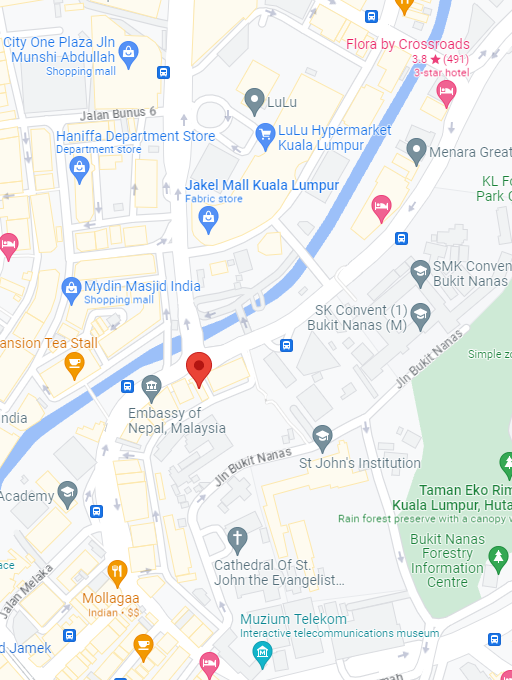 City One Plaza Jln
Munshi Abdullah
Shopping mall
Flora by Crossroads
3.8 ★ (491)
3-star hotel
Jalan Bunus 6
LuLu
Haniffa Department Store
Department store
LuLu Hypermarket
Kuala Lumpur
Menara Great
Jakel Mall Kuala Lumpur
Fabric store
KL Fo
Park C
SMK Conven
Bukit Nanas
Mydin Masjid India
Shopping mall
SK Convent (1)
Bukit Nanas (M)
ansion Tea Stall
Jln Bukit Nanas
Simple zo
Embassy of
Nepal, Malaysia
ndia
Jln Bukit Nanas
St John's Institution
Academy
Taman Eko Rim
Kuala Lumpur, Huta
Rain forest preserve with a canopy w
Bukit Nanas
Forestry
Information
Centre
Cathedral Of St.
John the Evangelist...
ace
Jalan Melaka
Mollagaa
Indian • $$
Muzium Telekom
Interactive telecommunications museum
d Jamek
ah